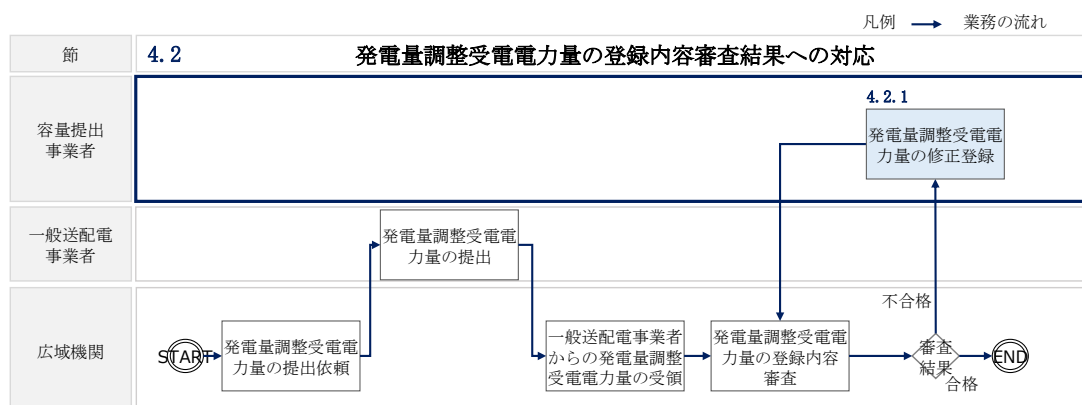 凡例 業務の流れ
節
4.2 発電量調整受電電力量の登録内容審査結果への対応
容量提出
事業者
4.2.1
発電量調整受電電
力量の修正登録
一般送配電
事業者
発電量調整受電電
力量の提出
広域機関
START
発電量調整受電電
力量の提出依頼
一般送配電事業者
からの発電量調整
受電電力量の受領
発電量調整受電電
力量の登録内容
審査
不合格
審査
結果
合格
END